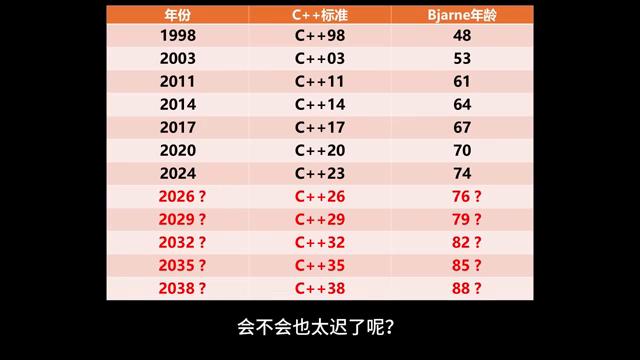 年份 C++标准 Bjarne年龄
1998 C++98 48
2003 C++03 53
2011 C++11 61
2014 C++14 64
2017 C++17 67
2020 C++20 70
2024 C++23 74
2026 ? C++26 76 ?
2029 ? C++29 79 ?
2032 ? C++32 82 ?
2035 ? C++35 85 ?
2038 ? C++38 88 ?
会不会也太迟了呢?